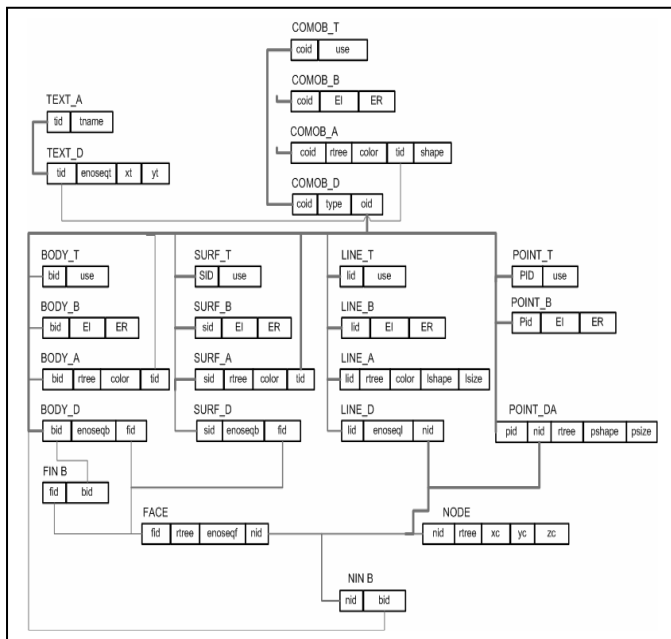 COMOB_T
coid use
COMOB_B
coid EI ER
TEXT_A
tid tname
COMOB_A
coid rtree color tid shape
TEXT_D
tid enoseqt xt yt
COMOB_D
coid type oid
BODY_T
bid use
SURF_T
SID use
LINE_T
lid use
POINT_T
PID use
BODY_B
bid EI ER
SURF_B
sid EI ER
LINE_B
lid EI ER
POINT_B
Pid EI ER
BODY_A
bid rtree color tid
SURF_A
sid rtree color tid
LINE_A
lid rtree color lshape lsize
BODY_D
bid enoseqb fid
SURF_D
sid enoseqb fid
LINE_D
lid enoseql nid
POINT_DA
pid nid rtree pshape psize
FIN B
fid bid
FACE
fid rtree enoseqf nid
NODE
nid rtree xc yc zc
NIN B
nid bid